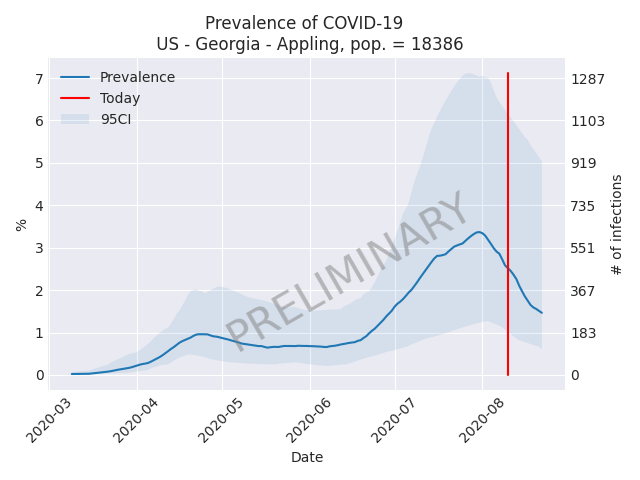 Prevalence of COVID-19
US - Georgia - Appling, pop. = 18386
Prevalence
Today
95CI
7
6
5
4
3
2
1
0
%
1287
1103
919
735
551
367
183
0
# of infections
PRELIMINARY
2020-03
2020-04
2020-05
2020-06
2020-07
2020-08
Date